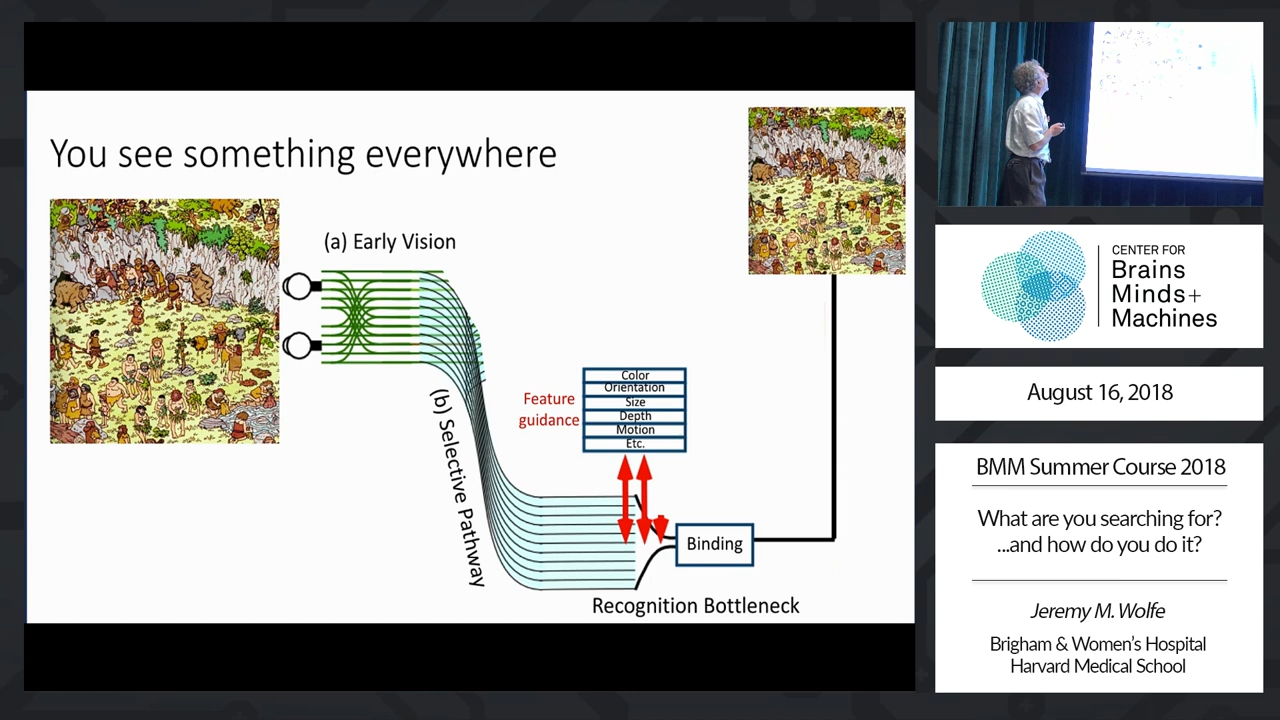 You see something everywhere
(a) Early Vision
(b) Selective Pathway
Feature
guidance
Color
Orientation
Size
Depth
Motion
Etc.
Binding
Recognition Bottleneck
CENTER FOR
Brains
Minds+
Machines
August 16, 2018
BMM Summer Course 2018
What are you searching for?
...and how do you do it?
Jeremy M. Wolfe
Brigham & Women's Hospital
Harvard Medical School